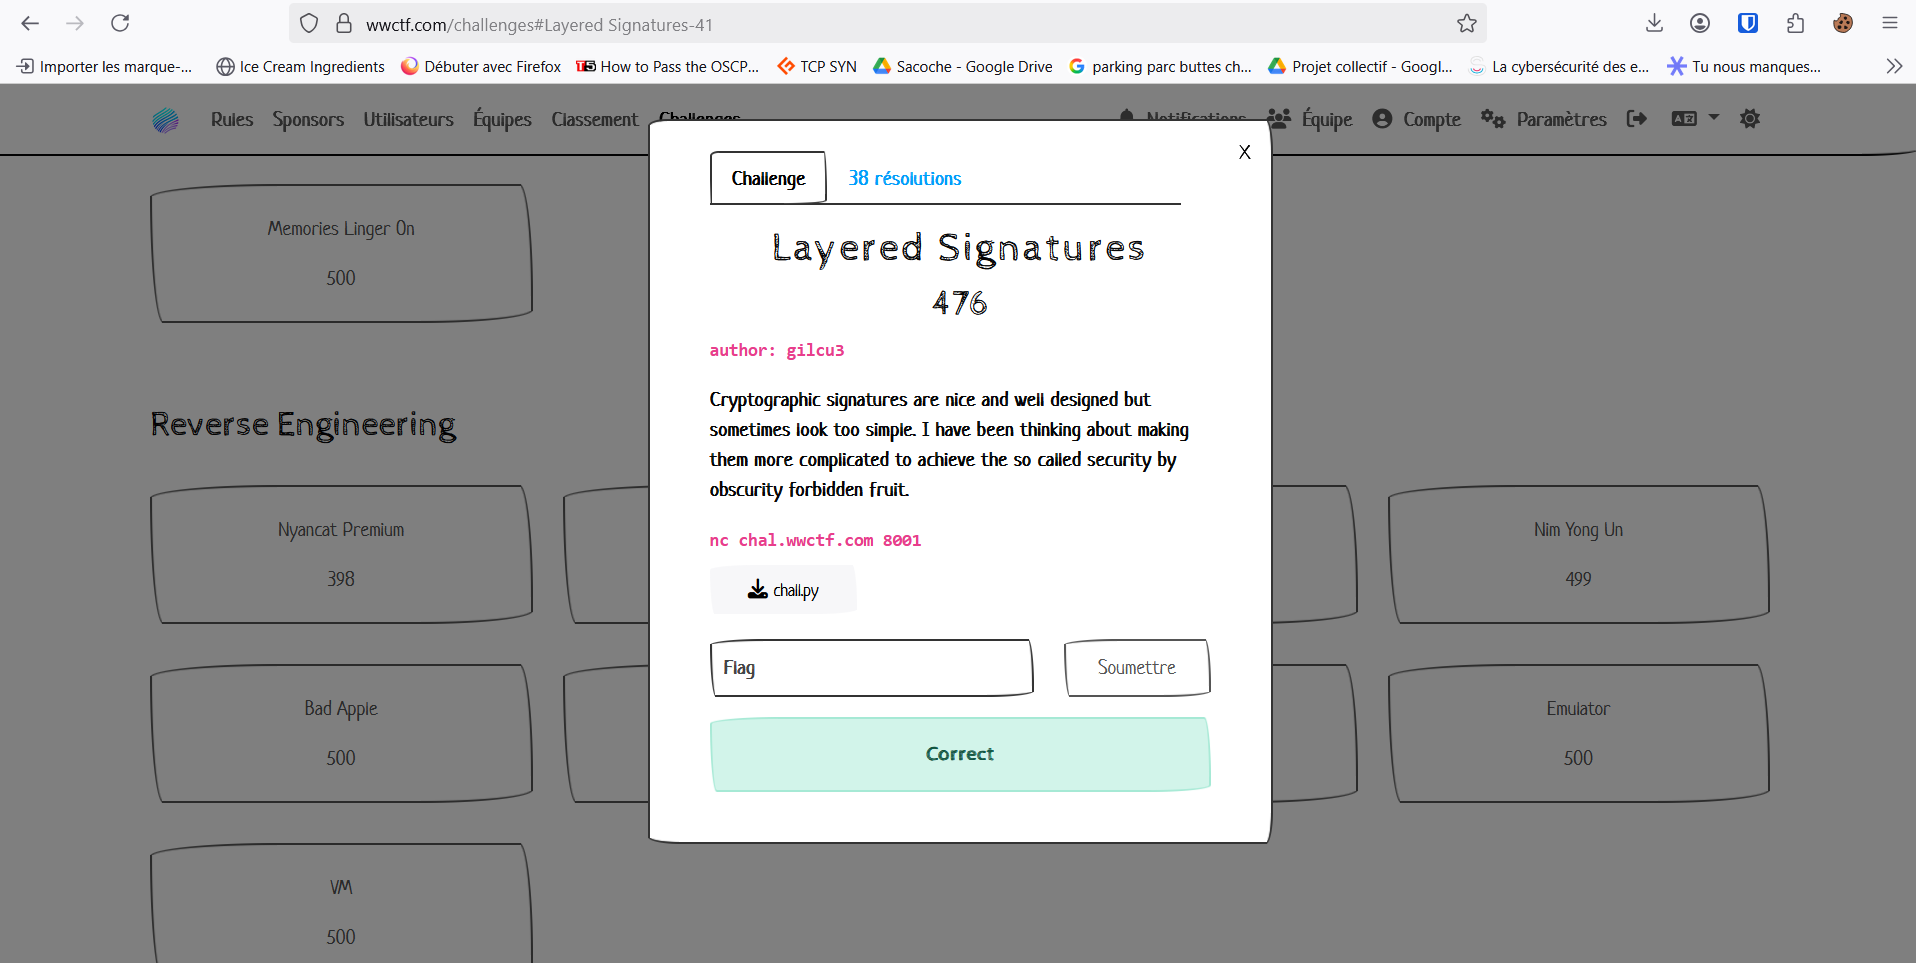 wwctf.com/challenges#Layered Signatures-41
Importer les marque-... Ice Cream Ingredients Débuter avec Firefox How to Pass the OSCP... TCP SYN Sacoche - Google Drive parking parc buttes ch... Projet collectif - Googl... La cybersécurité des e... Tu nous manques...
Rules Sponsors Utilisateurs Équipes Classement Challenges Notifications Équipe Compte Paramètres
X
Challenge 38 résolutions
Memories Linger On
500
Layered Signatures
476
author: gilcu3
Cryptographic signatures are nice and well designed but
sometimes look too simple. I have been thinking about making
them more complicated to achieve the so called security by
obscurity forbidden fruit.
nc chal.wwctf.com 8001
chall.py
Flag Soumettre
Correct
Reverse Engineering
Nyancat Premium
398
Nim Yong Un
499
Bad Apple
500
Emulator
500
VM
500